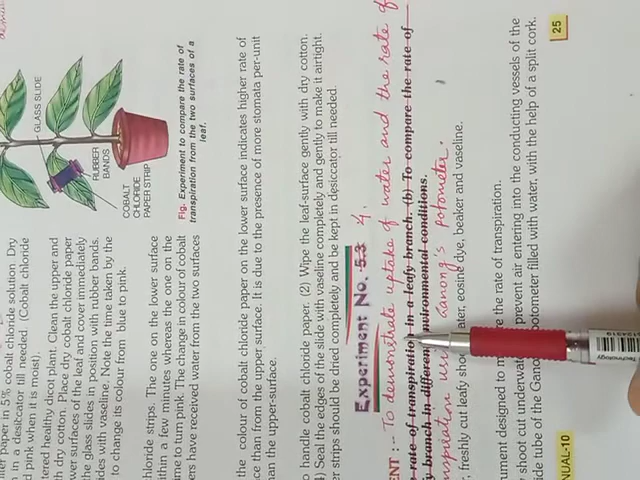 ter paper in 5% cobalt chloride solution. Dry
in a desiccator till needed. (Cobalt chloride
d pink when it is moist).
tered healthy dicot plant. Clean the upper and
with dry cotton. Place dry cobalt chloride paper
wer surfaces of the leaf and cover immediately
the glass slides in position with rubber bands.
ides with vaseline. Note the time taken by the
to change its colour from blue to pink.
GLASS SLIDE
RUBBER
BANDS
COBALT
CHLORIDE
PAPER STRIP
Fig. Experiment to compare the rate of
transpiration from the two surfaces of a
leaf.
hloride strips. The one on the lower surface
ithin a few minutes whereas the one on the
ime to turn pink. The change in colour of cobalt
ers have received water from the two surfaces
the colour of cobalt chloride paper on the lower surface indicates higher rate of
ce than from the upper surface. It is due to the presence of more stomata per-unit
han the upper-surface.
o handle cobalt chloride paper. (2) Wipe the leaf-surface gently with dry cotton.
) Seal the edges of the slide with vaseline completely and gently to make it airtight.
er strips should be dried completely and be kept in desiccator till needed.
Experiment No. 5.3 4.
ENT :- To demonstrate uptake of water and the rate of
rate of transpiration in a leafy branch. (b) To compare the rate of
y branch in different environmental conditions.
Ganong's potometer.
, freshly cut leafy shoot ater, eosine dye, beaker and vaseline.
ument designed to me re the rate of transpiration.
y shoot cut underwate prevent air entering into the conducting vessels of the
ide tube of the Ganon potometer filled with water, with the help of a split cork.
NUAL-10
25